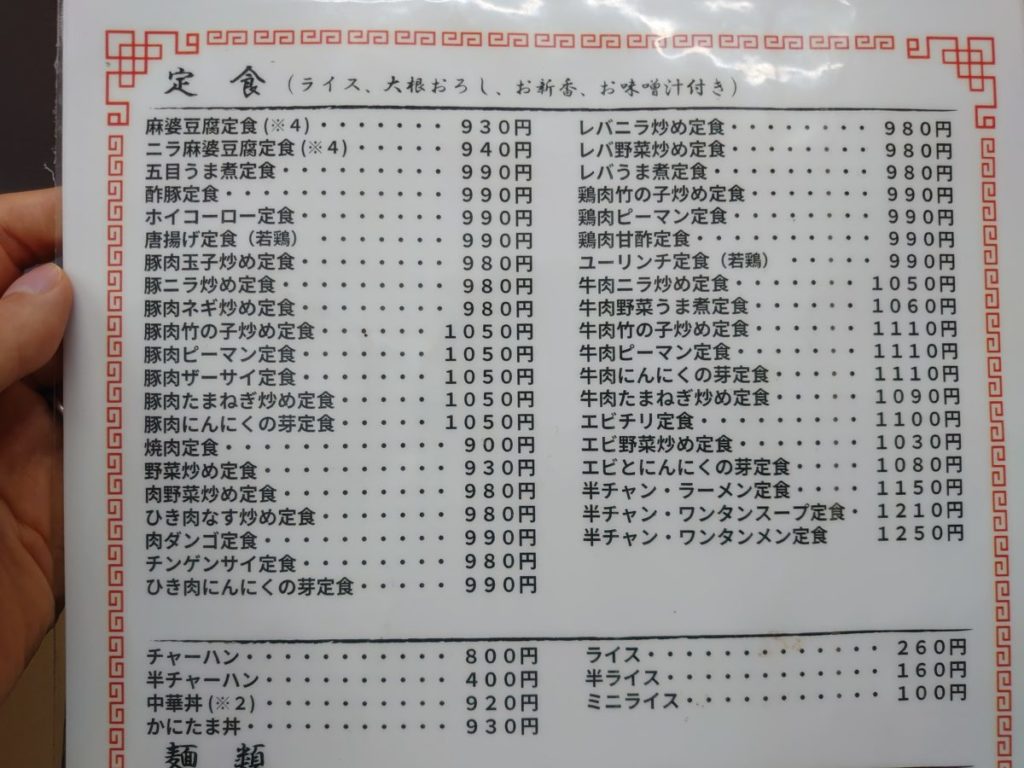 定食(ライス、大根おろし、お新香、お味噌汁付き)
麻婆豆腐定食(※4)・・・・・・・930円
ニラ麻婆豆腐定食(※4)・・・・・940円
五目うま煮定食・・・・・・・・・990円
酢豚定食・・・・・・・・・・・・990円
ホイコーロー定食・・・・・・・・990円
唐揚げ定食(若鶏)・・・・・・・990円
豚肉玉子炒め定食・・・・・・・・980円
豚ニラ炒め定食・・・・・・・・・980円
豚肉ネギ炒め定食・・・・・・・・980円
豚肉竹の子炒め定食・・・・・・1050円
豚肉ピーマン定食・・・・・・・1050円
豚肉ザーサイ定食・・・・・・・1050円
豚肉たまねぎ炒め定食・・・・・1050円
豚肉にんにくの芽定食・・・・・1050円
焼肉定食・・・・・・・・・・・・900円
野菜炒め定食・・・・・・・・・・930円
肉野菜炒め定食・・・・・・・・・980円
ひき肉なす炒め定食・・・・・・・980円
肉ダンゴ定食・・・・・・・・・・990円
チンゲンサイ定食・・・・・・・・980円
ひき肉にんにくの芽定食・・・・・990円
レバニラ炒め定食・・・・・・・・980円
レバ野菜炒め定食・・・・・・・・980円
レバうま煮定食・・・・・・・・・980円
鶏肉竹の子炒め定食・・・・・・・990円
鶏肉ピーマン定食・・・・・・・・990円
鶏肉甘酢定食・・・・・・・・・・990円
ユーリンチ定食(若鶏)・・・・・990円
牛肉ニラ炒め定食・・・・・・・1050円
牛肉野菜うま煮定食・・・・・・1060円
牛肉竹の子炒め定食・・・・・・1110円
牛肉ピーマン定食・・・・・・・1110円
牛肉にんにくの芽定食・・・・・1110円
牛肉たまねぎ炒め定食・・・・・1090円
エビチリ定食・・・・・・・・・1100円
エビ野菜炒め定食・・・・・・・1030円
エビとにんにくの芽定食・・・・1080円
半チャン・ラーメン定食・・・・1150円
半チャン・ワンタンスープ定食・1210円
半チャン・ワンタンメン定食 1250円
チャーハン・・・・・・・・・・・800円
半チャーハン・・・・・・・・・・400円
中華丼(※2)・・・・・・・・・・920円
かにたま丼・・・・・・・・・・・930円
ライス・・・・・・・・・・・・・260円
半ライス・・・・・・・・・・・・160円
ミニライス・・・・・・・・・・・100円
麺類